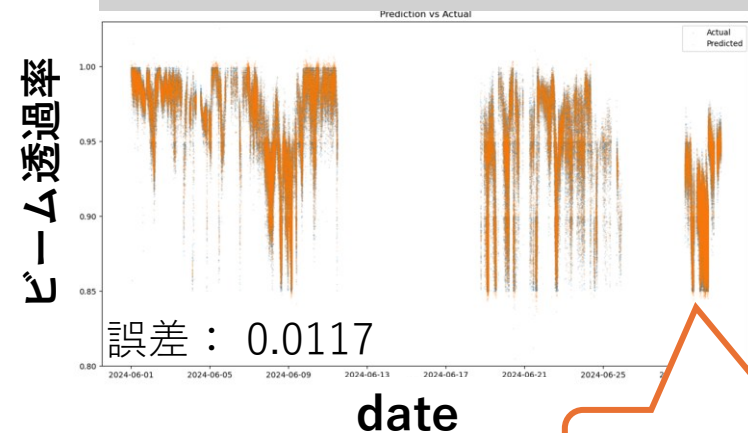 Prediction vs Actual
Actual
Predicted
ビーム透過率
1.00
0.95
0.90
0.85
0.80
誤差： 0.0117
2024-06-01
2024-06-05
2024-06-09
2024-06-13
2024-06-17
2024-06-21
2024-06-25
date